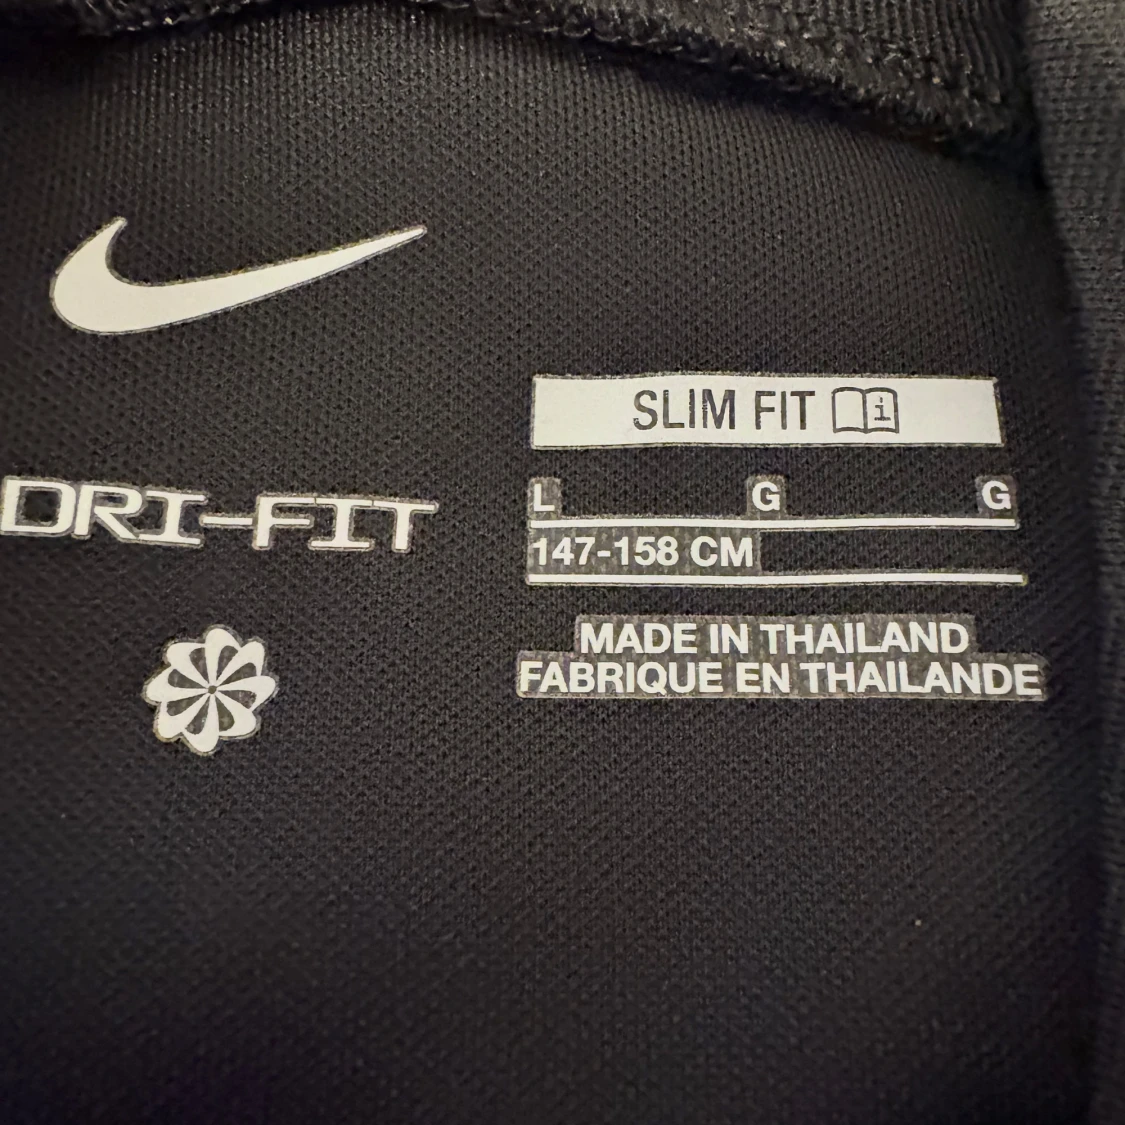 SLIM FIT
DRI-FIT
L G G
147-158 CM
MADE IN THAILAND
FABRIQUE EN THAILANDE